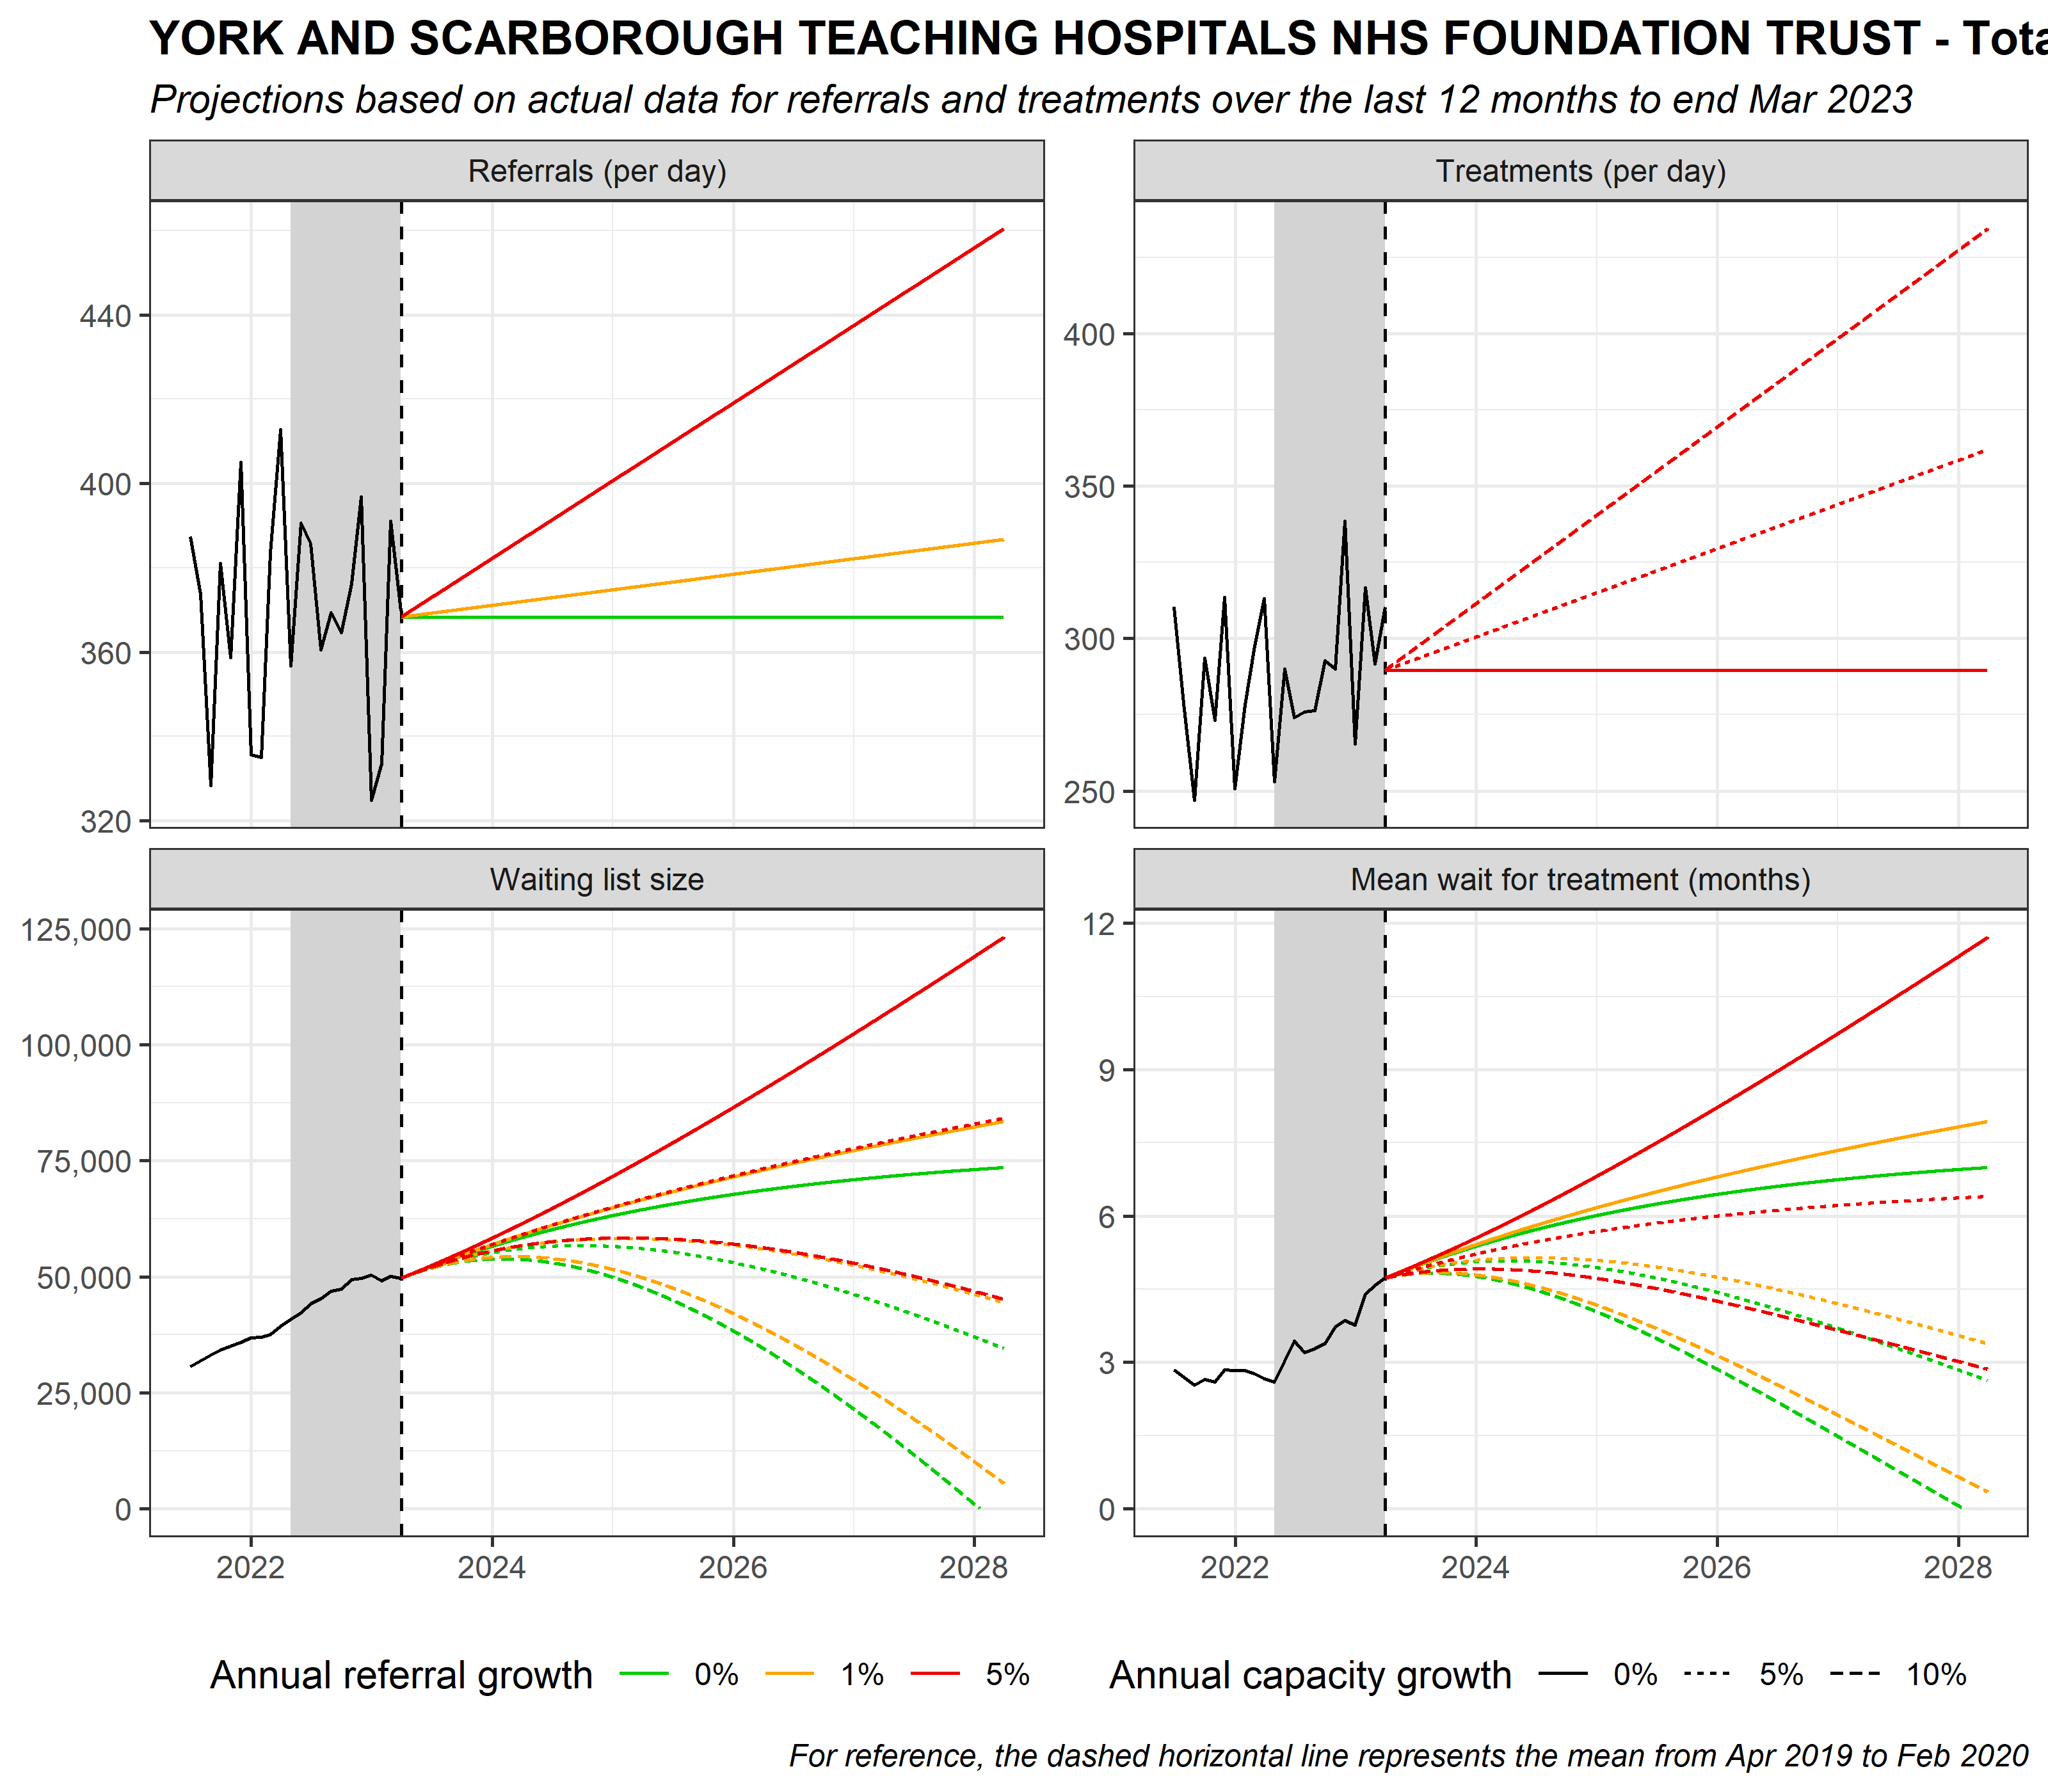 YORK AND SCARBOROUGH TEACHING HOSPITALS NHS FOUNDATION TRUST - Tota
Projections based on actual data for referrals and treatments over the last 12 months to end Mar 2023
Referrals (per day)
440
400
360
320
Treatments (per day)
400
350
300
250
Waiting list size
125,000
100,000
75,000
50,000
25,000
0
2022 2024 2026 2028
Mean wait for treatment (months)
12
9
6
3
0
2022 2024 2026 2028
Annual referral growth 0% 1% 5%
Annual capacity growth 0% 5% 10%
For reference, the dashed horizontal line represents the mean from Apr 2019 to Feb 2020